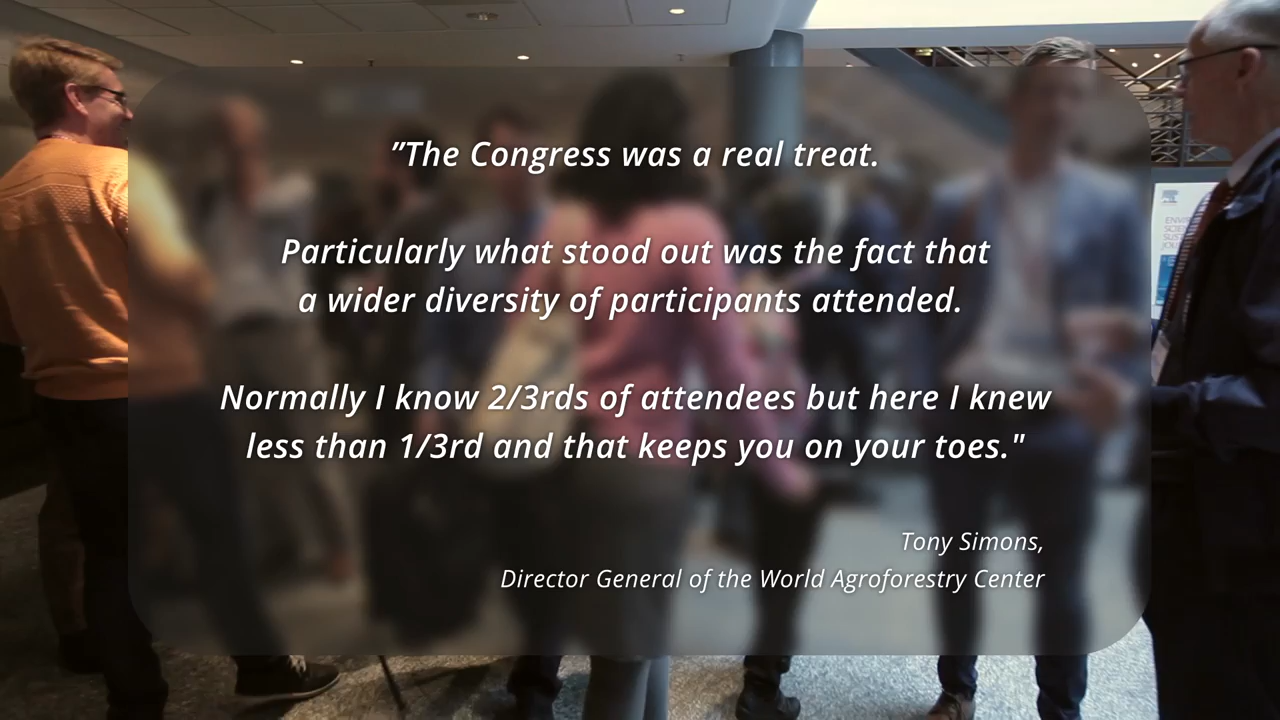 ”The Congress was a real treat.
Particularly what stood out was the fact that
a wider diversity of participants attended.
Normally I know 2/3rds of attendees but here I knew
less than 1/3rd and that keeps you on your toes."
Tony Simons,
Director General of the World Agroforestry Center